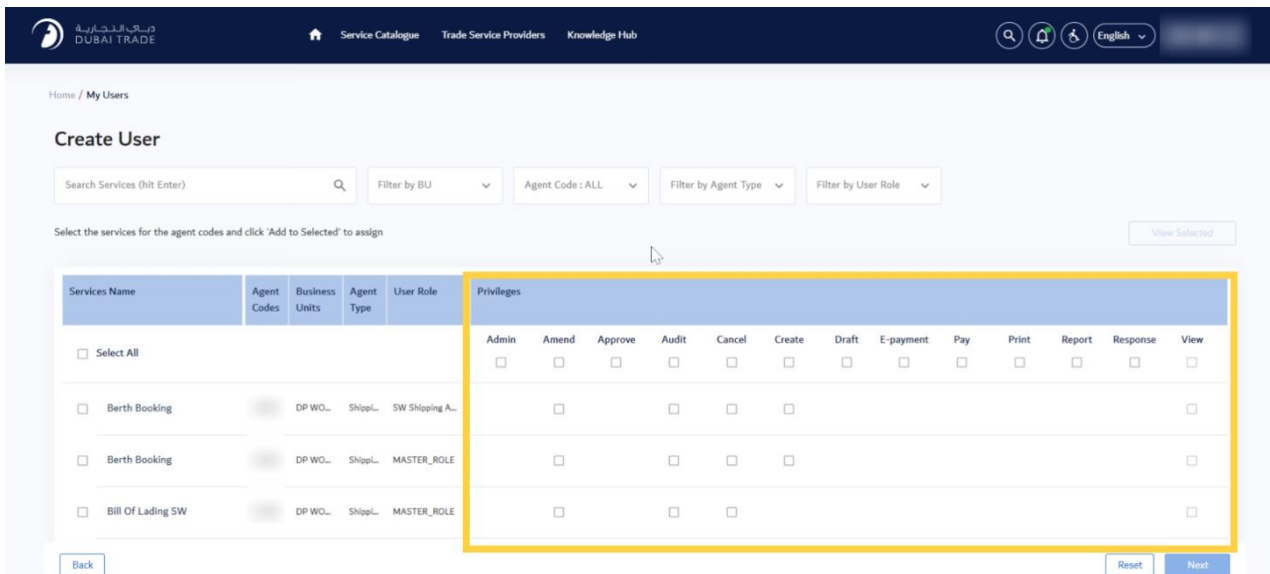 دبي التجارية
DUBAI TRADE
Service Catalogue Trade Service Providers Knowledge Hub
English
Home / My Users
Create User
Search Services (hit Enter) Filter by BU Agent Code : ALL Filter by Agent Type Filter by User Role
Select the services for the agent codes and click 'Add to Selected' to assign
View Selected
Services Name Agent Codes Business Units Agent Type User Role Privileges
Select All Admin Amend Approve Audit Cancel Create Draft E-payment Pay Print Report Response View
Berth Booking DP WO... Shippi... SW Shipping A...
Berth Booking DP WO... Shippi... MASTER_ROLE
Bill Of Lading SW DP WO... Shippi... MASTER_ROLE
Back Reset Next